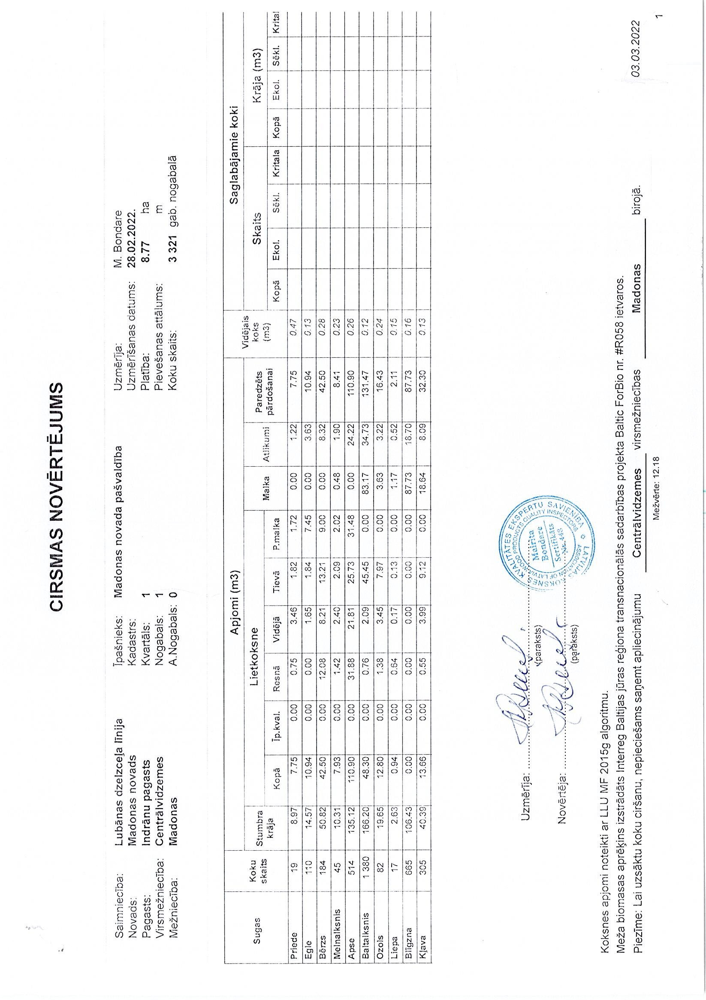 CIRSMAS NOVĒRTĒJUMS
Saimniecība: Lubānas dzelzceļa līnija Īpašnieks: Madonas novada pašvaldība Uzmērīja: M. Bondare
Novads: Madonas novads Kadastrs: Uzmērīšanas datums: 28.02.2022.
Pagasts: Indrānu pagasts Kvartāls: 1 Platība: 8.77 ha
Virsmežniecība: Centrālvidzemes Nogabals: 1 Pievešanas attālums: m
Mežniecība: Madonas A.Nogabals: 0 Koku skaits: 3 321 gab. nogabalā
Apjomi (m3) Saglabājamie koki
Sugas Koku skaits Stumbra krāja Lietkoksne Malka Atlikumi Paredzēts pārdošanai Vidējais koks (m3) Skaits Krāja (m3)
Kopā Īp.kval. Resnā Vidējā Tievā P.malka Kopā Ekol. Sēkl. Kritala Kopā Ekol. Sēkl. Krital
Priede 19 8.97 7.75 0.00 0.75 3.46 1.82 1.72 0.00 1.22 7.75 0.47
Egle 110 14.57 10.94 0.00 0.00 1.65 1.84 7.45 0.00 3.63 10.94 0.13
Bērzs 184 50.82 42.50 0.00 12.08 8.21 13.21 9.00 0.00 8.32 42.50 0.28
Melnalksnis 45 10.31 7.93 0.00 1.42 2.40 2.09 2.02 0.48 1.90 8.41 0.23
Apse 514 135.12 110.90 0.00 31.88 21.81 25.73 31.48 0.00 24.22 110.90 0.26
Baltalksnis 1 380 166.20 48.30 0.00 0.76 2.09 45.45 0.00 83.17 34.73 131.47 0.12
Ozols 82 19.65 12.80 0.00 1.38 3.45 7.97 0.00 3.63 3.22 16.43 0.24
Liepa 17 2.63 0.94 0.00 0.64 0.17 0.13 0.00 1.17 0.52 2.11 0.15
Blīgzna 665 106.43 0.00 0.00 0.00 0.00 0.00 0.00 87.73 18.70 87.73 0.16
Kļava 305 40.39 13.66 0.00 0.55 3.99 9.12 0.00 18.64 8.09 32.30 0.13
Uzmērīja:
(paraksts)
Novērtēja:
(paraksts)
LATVIJAS KOKSNES KVALITĀTES EKSPERTU SAVIENĪBA
ASSOCIATION OF LATVIA WOOD PRODUCTS QUALITY INSPECTORS
Mairita
Bondare
Sertifikāts
Nr. 448
Koksnes apjomi noteikti ar LLU MF 2015g algoritmu.
Meža biomasas aprēķins izstrādāts Interreg Baltijas jūras reģiona transnacionālās sadarbības projekta Baltic ForBio nr. #R058 ietvaros.
Piezīme: Lai uzsāktu koku ciršanu, nepieciešams saņemt apliecinājumu Centrālvidzemes virsmežniecības Madonas birojā. 03.03.2022
Mežvērte: 12.18
1